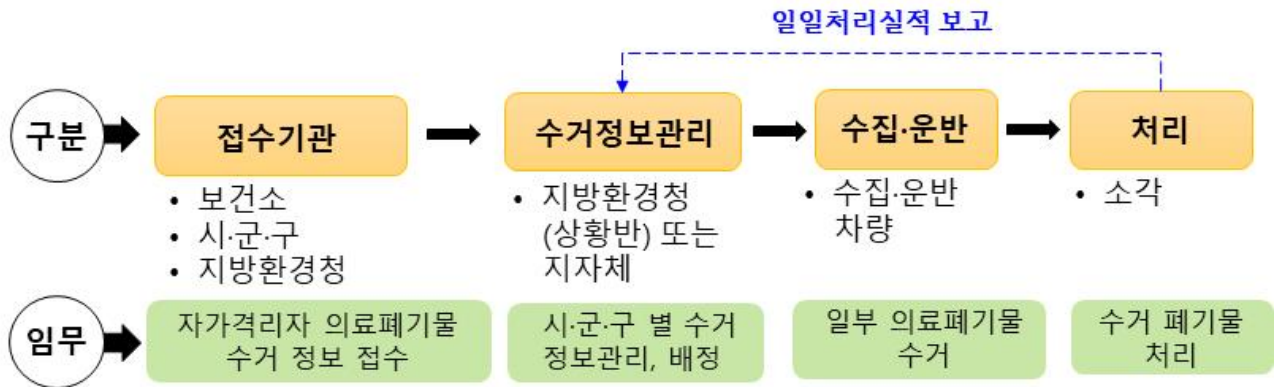 일일처리실적 보고
구분
접수기관
수거정보관리
수집·운반
처리
• 보건소
• 시·군·구
• 지방환경청
• 지방환경청
(상황반) 또는
지자체
• 수집·운반
차량
• 소각
임무
자가격리자 의료폐기물
수거 정보 접수
시·군·구 별 수거
정보관리, 배정
일부 의료폐기물
수거
수거 폐기물
처리